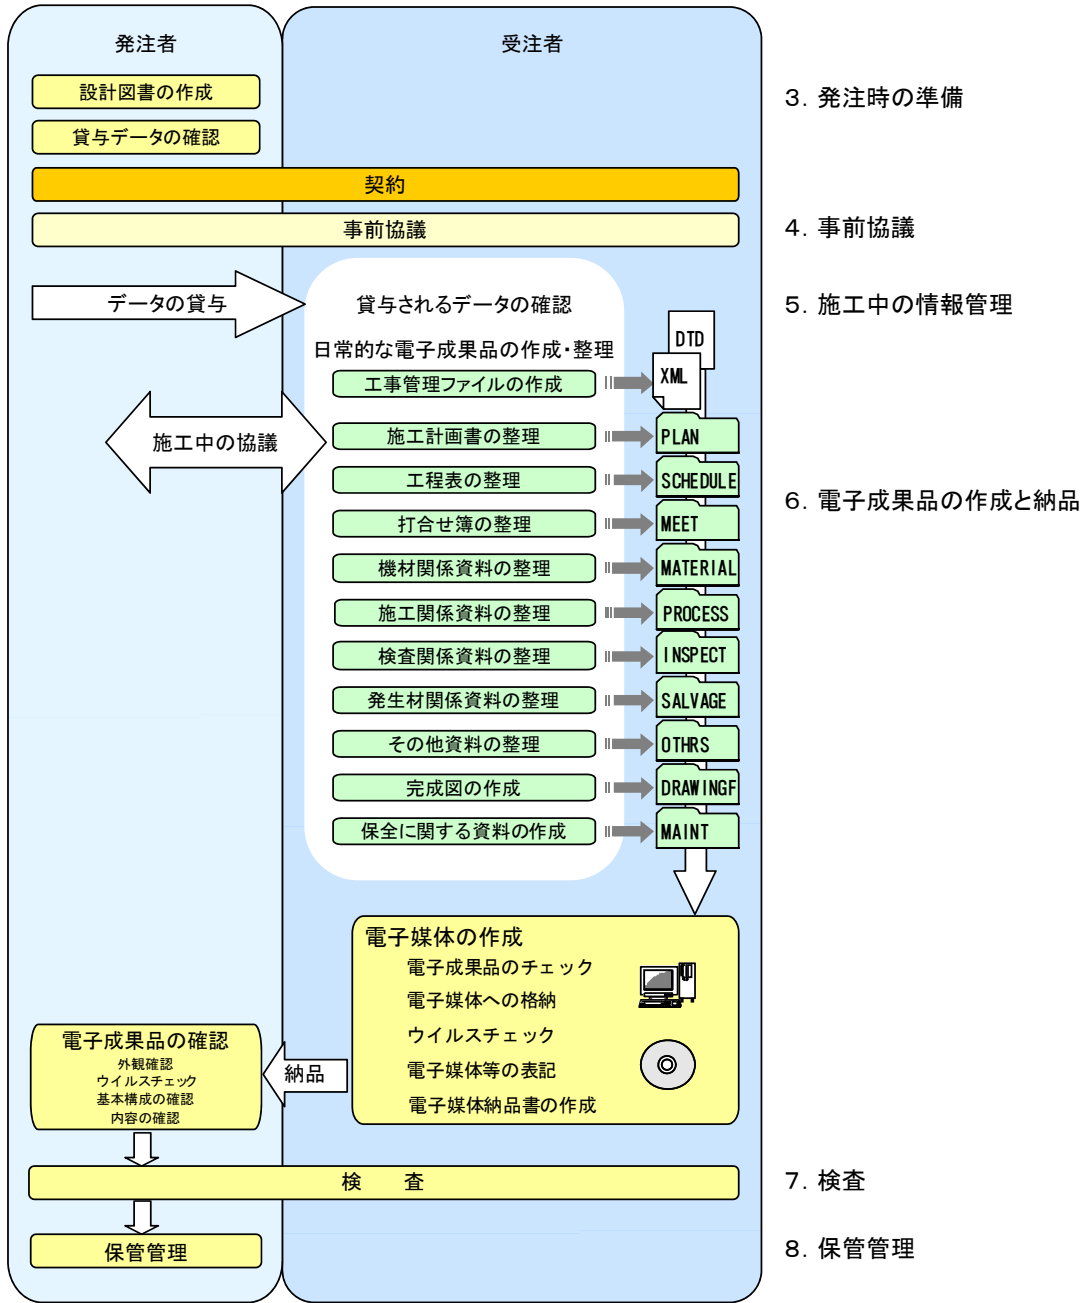 発注者
受注者
設計図書の作成
3. 発注時の準備
貸与データの確認
契約
事前協議
4. 事前協議
データの貸与
貸与されるデータの確認
5. 施工中の情報管理
日常的な電子成果品の作成・整理
DTD
XML
工事管理ファイルの作成
施工中の協議
施工計画書の整理
PLAN
工程表の整理
SCHEDULE
6. 電子成果品の作成と納品
打合せ簿の整理
MEET
機材関係資料の整理
MATERIAL
施工関係資料の整理
PROCESS
検査関係資料の整理
INSPECT
発生材関係資料の整理
SALVAGE
その他資料の整理
OTHRS
完成図の作成
DRAWINGF
保全に関する資料の作成
MAINT
電子媒体の作成
電子成果品のチェック
電子媒体への格納
ウイルスチェック
電子媒体等の表記
電子媒体納品書の作成
納品
電子成果品の確認
外観確認
ウイルスチェック
基本構成の確認
内容の確認
検 査
7. 検査
保管管理
8. 保管管理